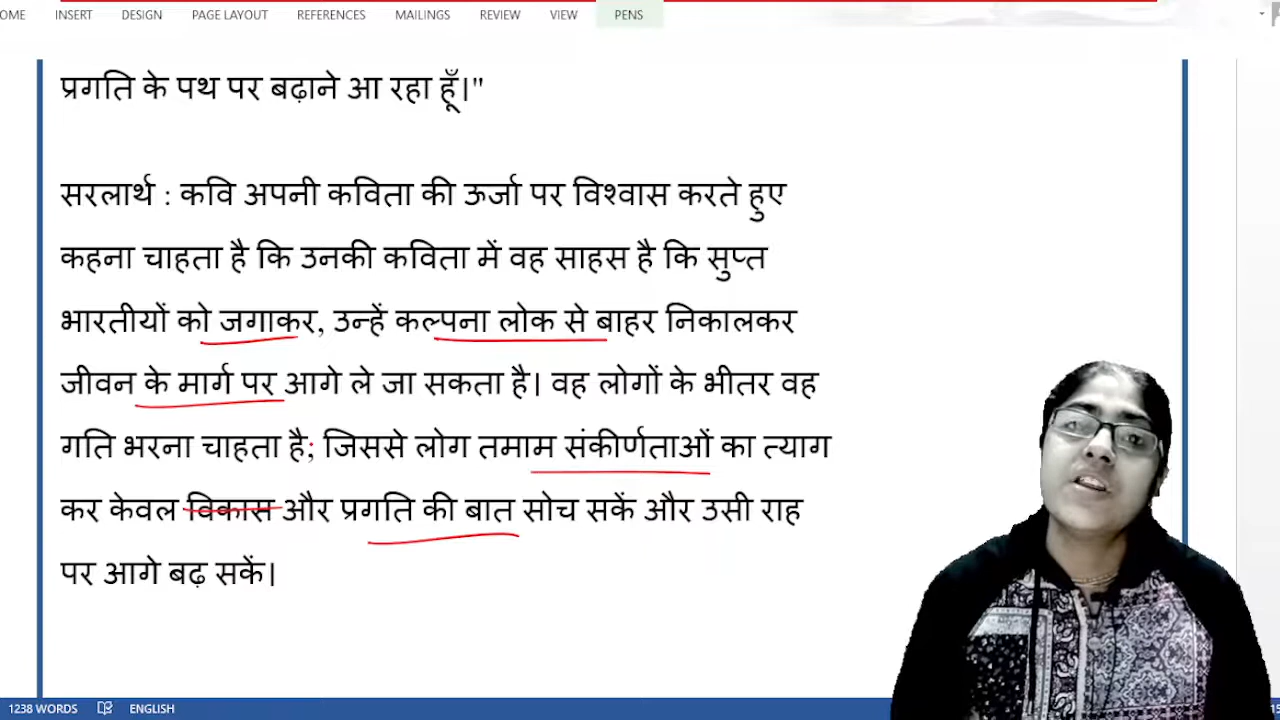 OME INSERT DESIGN PAGE LAYOUT REFERENCES MAILINGS REVIEW VIEW PENS
प्रगति के पथ पर बढ़ाने आ रहा हूँ।"
सरलार्थ : कवि अपनी कविता की ऊर्जा पर विश्वास करते हुए
कहना चाहता है कि उनकी कविता में वह साहस है कि सुप्त
भारतीयों को जगाकर, उन्हें कल्पना लोक से बाहर निकालकर
जीवन के मार्ग पर आगे ले जा सकता है। वह लोगों के भीतर वह
गति भरना चाहता है; जिससे लोग तमाम संकीर्णताओं का त्याग
कर केवल विकास और प्रगति की बात सोच सकें और उसी राह
पर आगे बढ़ सकें।
1238 WORDS ENGLISH